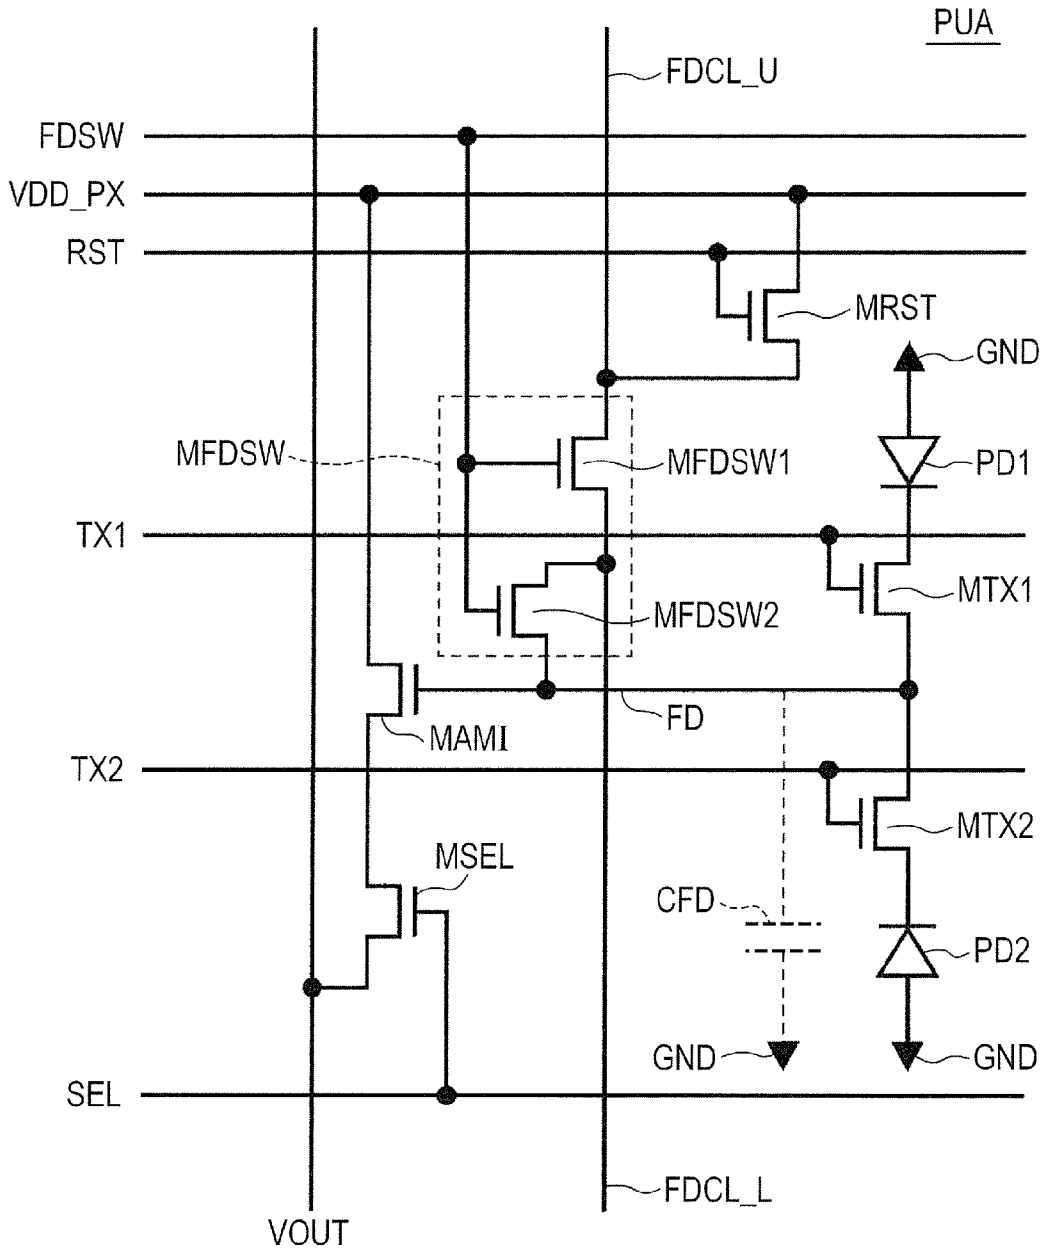 PUA
FDCL_U
FDSW
VDD_PX
RST
MRST
GND
MFDSW
MFDSW1
PD1
TX1
MTX1
MFDSW2
FD
MAMI
TX2
MTX2
MSEL
CFD
PD2
GND
GND
SEL
FDCL_L
VOUT